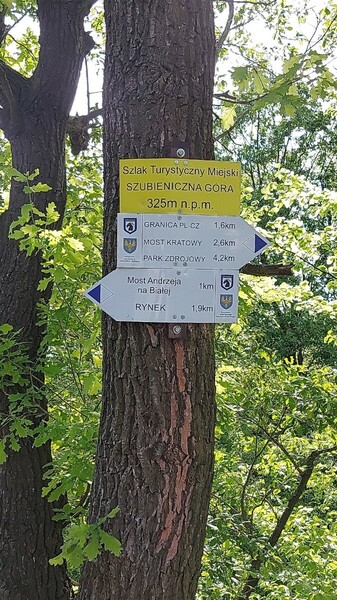 Szlak Turystyczny Miejski
SZUBIENICZNA GÓRA
325m n.p.m.
GRANICA PL-CZ 1,6km
MOST KRATOWY 2,6km
PARK ZDROJOWY 4,2km
Most Andrzeja
na Białej 1km
RYNEK 1,9km